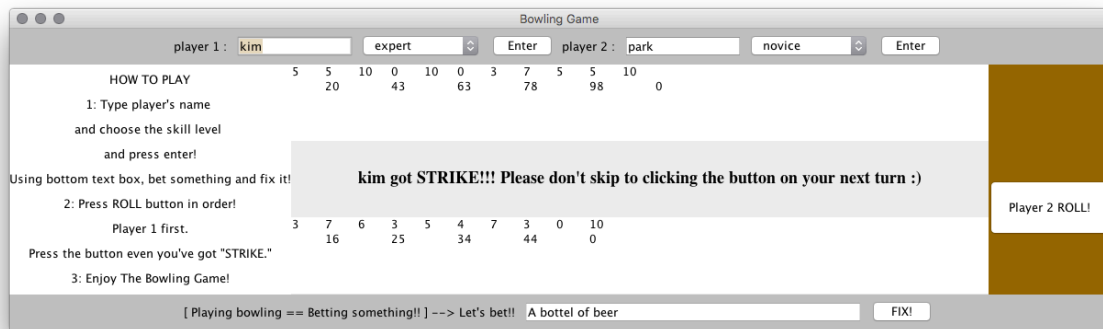 Bowling Game
player 1 : kim expert Enter player 2 : park novice Enter
HOW TO PLAY
1: Type player's name
and choose the skill level
and press enter!
Using bottom text box, bet something and fix it!
2: Press ROLL button in order!
Player 1 first.
Press the button even you've got "STRIKE."
3: Enjoy The Bowling Game!
5 5 10 0 10 0 3 7 5 5 10
20 43 63 78 98 0
kim got STRIKE!!! Please don't skip to clicking the button on your next turn :)
3 7 6 3 5 4 7 3 0 10
16 25 34 44 0
Player 2 ROLL!
[ Playing bowling == Betting something!! ] --> Let's bet!! A bottel of beer FIX!